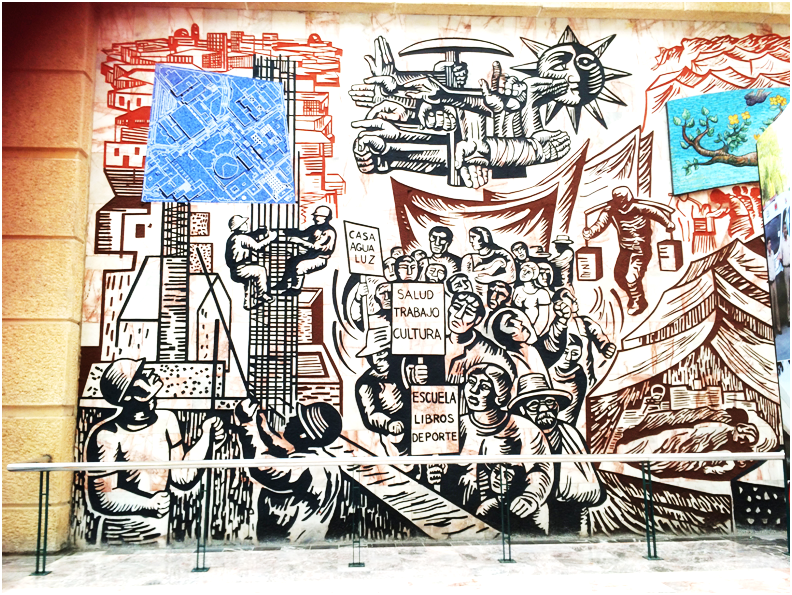 CASA
AGUA
LUZ
SALUD
TRABAJO
CULTURA
ESCUELA
LIBROS
DEPORTE